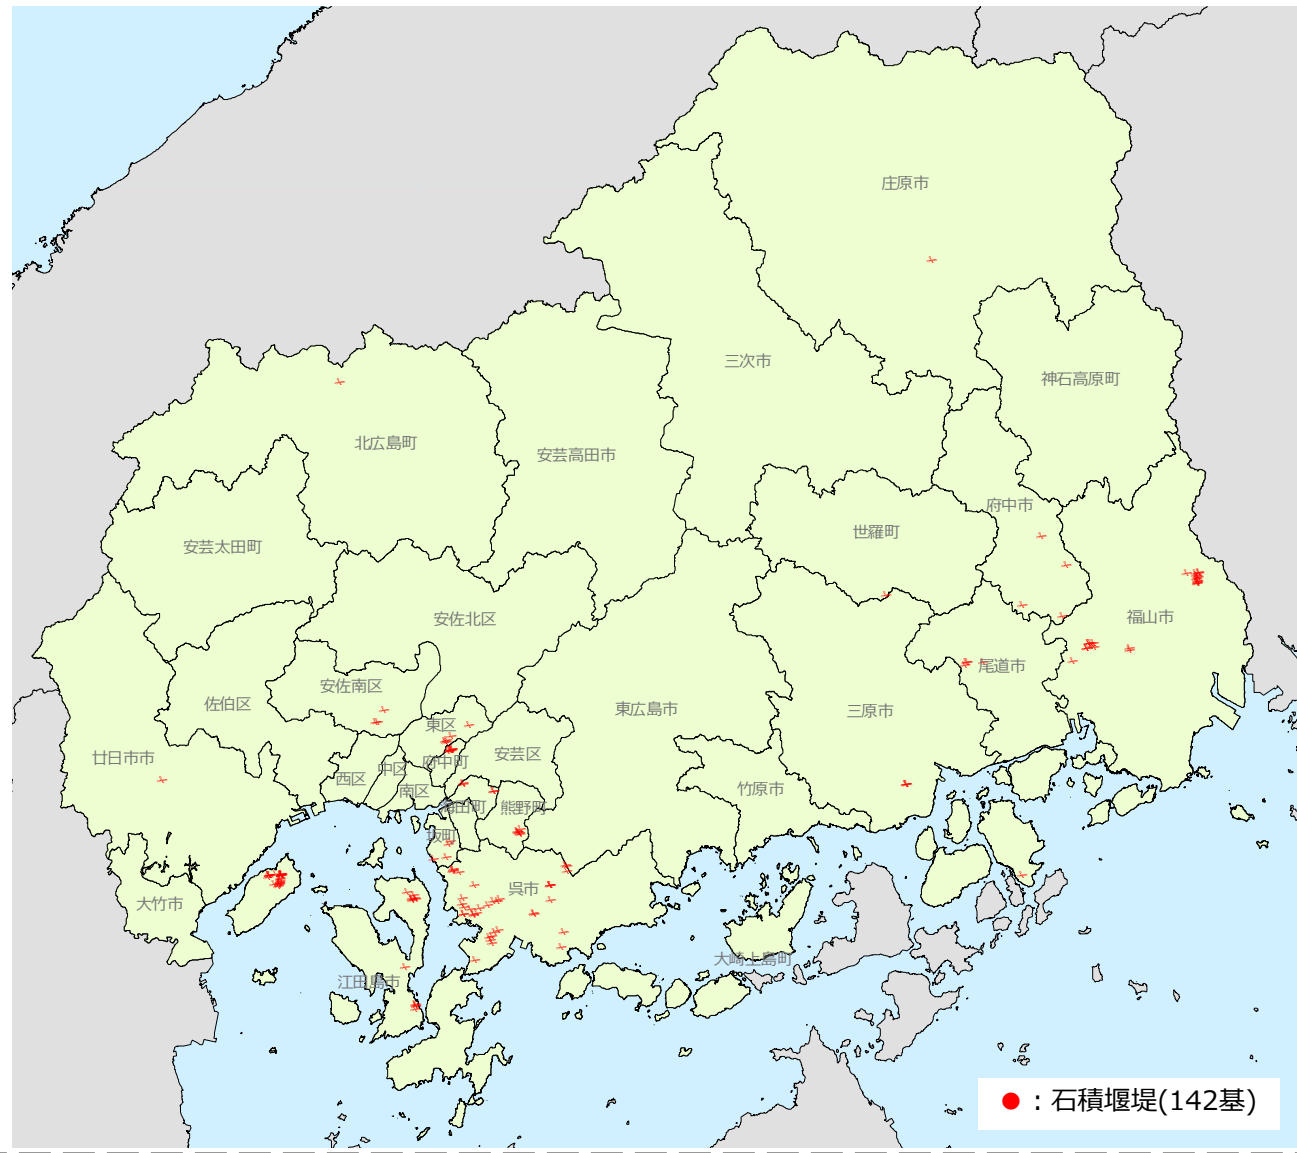 庄原市
三次市
神石高原町
北広島町
安芸高田市
府中市
世羅町
安芸太田町
安佐北区
福山市
尾道市
安佐南区
佐伯区
東広島市
三原市
東区
安芸区
廿日市市
府中町
中区
西区
竹原市
南区
海田町
熊野町
坂町
呉市
大竹市
大崎上島町
江田島市
●：石積堰堤(142基)